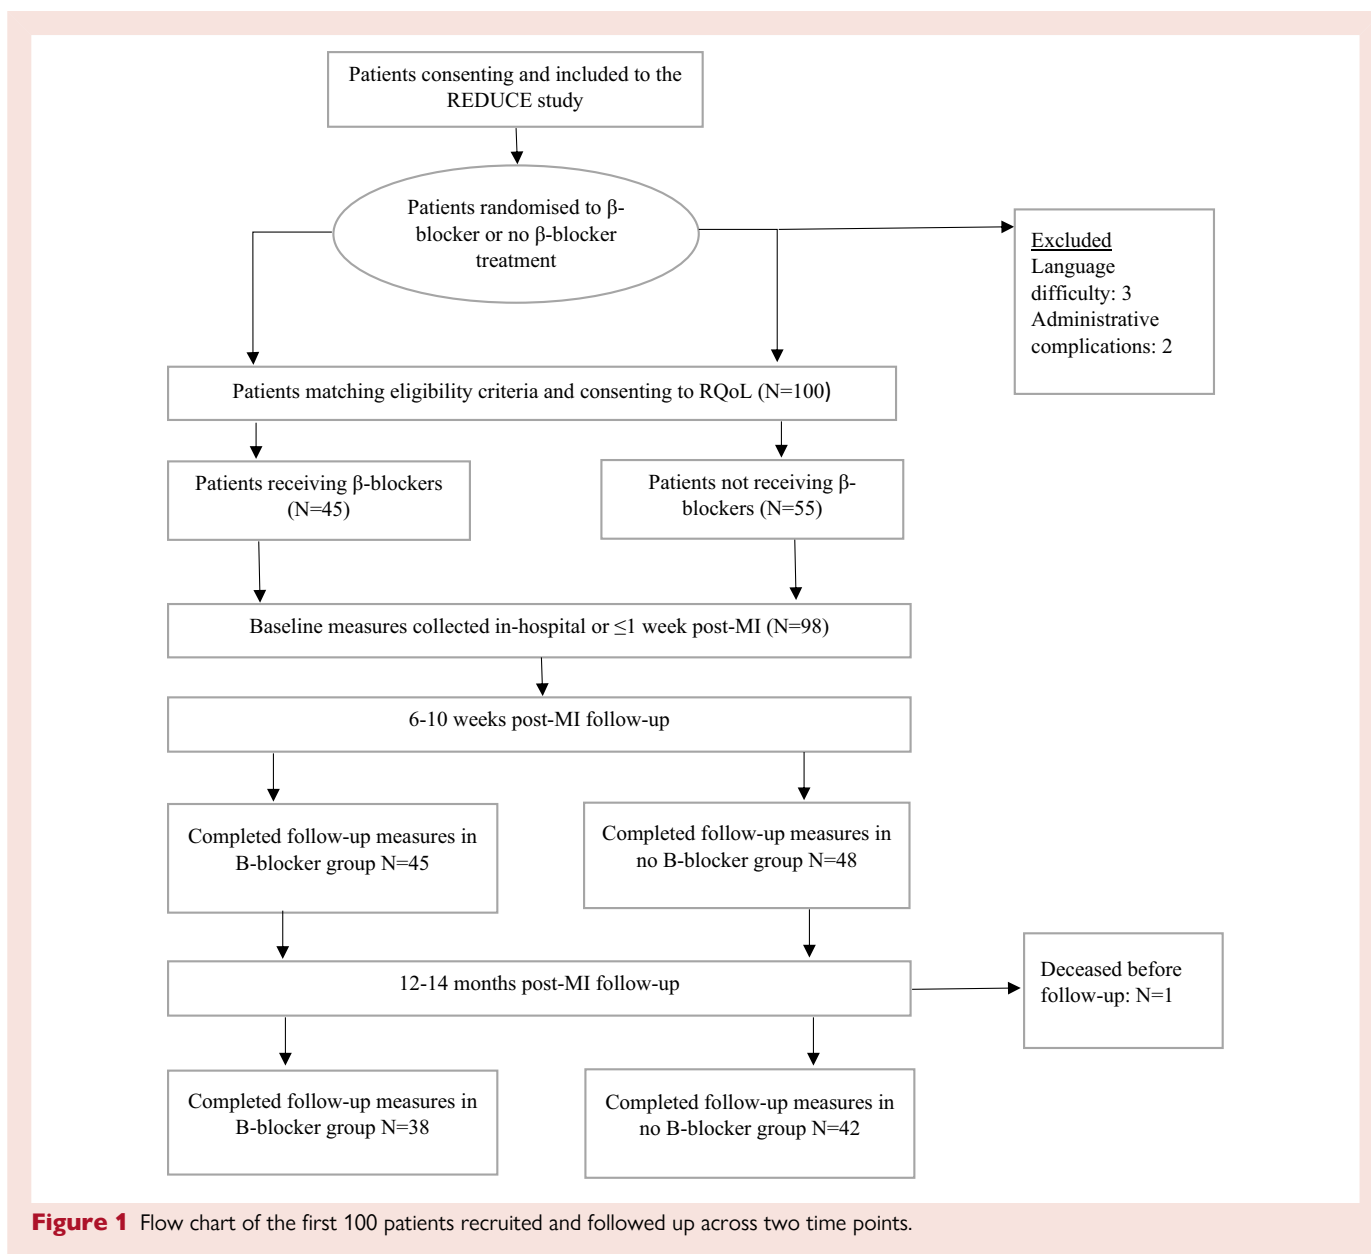 Patients consenting and included to the
REDUCE study
Patients randomised to β-
blocker or no β-blocker
treatment
Excluded
Language
difficulty: 3
Administrative
complications: 2
Patients matching eligibility criteria and consenting to RQoL (N=100)
Patients receiving β-blockers
(N=45)
Patients not receiving β-
blockers (N=55)
Baseline measures collected in-hospital or ≤1 week post-MI (N=98)
6-10 weeks post-MI follow-up
Completed follow-up measures in
B-blocker group N=45
Completed follow-up measures in
no B-blocker group N=48
12-14 months post-MI follow-up
Deceased before
follow-up: N=1
Completed follow-up measures in
B-blocker group N=38
Completed follow-up measures in
no B-blocker group N=42
Figure 1 Flow chart of the first 100 patients recruited and followed up across two time points.